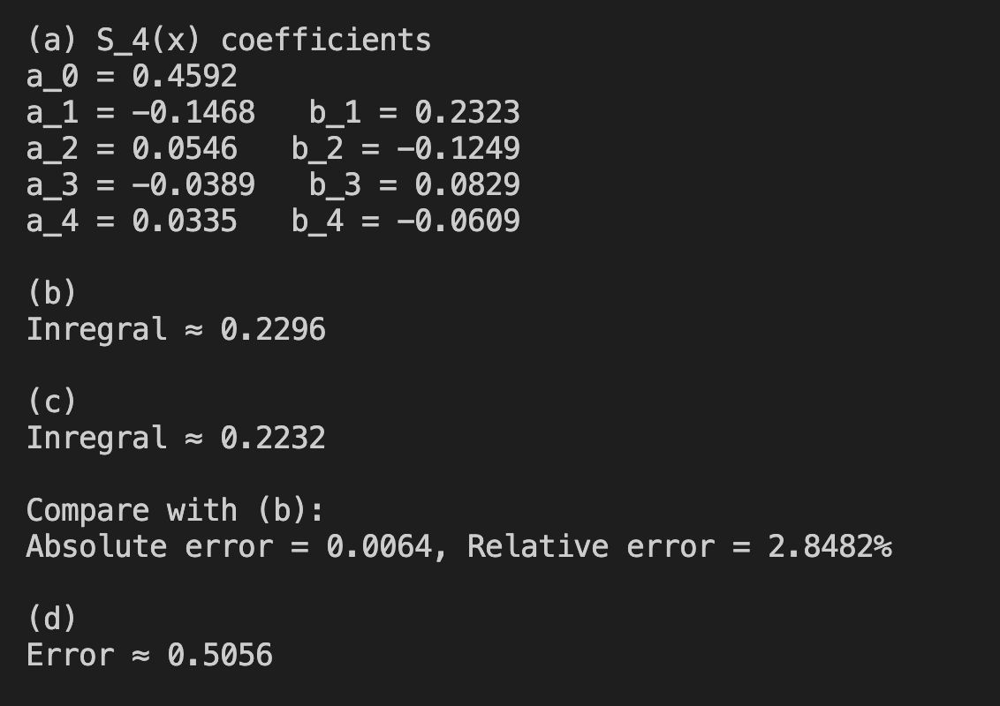 (a) S_4(x) coefficients
a_0 = 0.4592
a_1 = −0.1468   b_1 = 0.2323
a_2 = 0.0546   b_2 = −0.1249
a_3 = −0.0389   b_3 = 0.0829
a_4 = 0.0335   b_4 = −0.0609
(b)
Inregral ≈ 0.2296
(c)
Inregral ≈ 0.2232
Compare with (b):
Absolute error = 0.0064, Relative error = 2.8482%
(d)
Error ≈ 0.5056